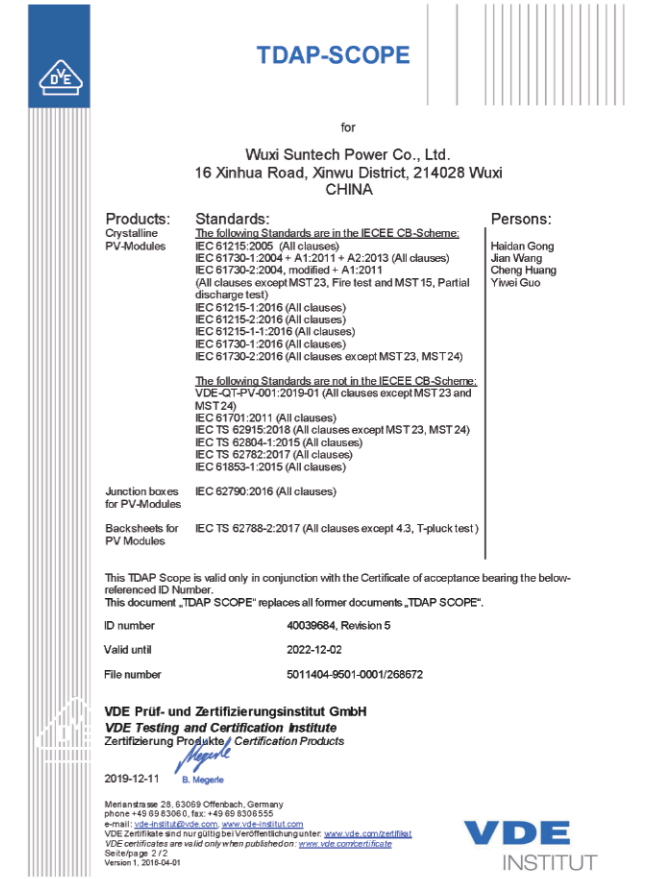 DVE
TDAP-SCOPE
for
Wuxi Suntech Power Co., Ltd.
16 Xinhua Road, Xinwu District, 214028 Wuxi
CHINA
Products: Standards: Persons:
Crystalline The following Standards are in the IECEE CB-Scheme:
PV-Modules IEC 61215:2005 (All clauses) Haidan Gong
IEC 61730-1:2004 + A1:2011 + A2:2013 (All clauses) Jian Wang
IEC 61730-2:2004, modified + A1:2011 Cheng Huang
(All clauses except MST 23, Fire test and MST 15, Partial Yiwei Guo
discharge test)
IEC 61215-1:2016 (All clauses)
IEC 61215-2:2016 (All clauses)
IEC 61215-1-1:2016 (All clauses)
IEC 61730-1:2016 (All clauses)
IEC 61730-2:2016 (All clauses except MST 23, MST 24)
The following Standards are not in the IECEE CB-Scheme:
VDE-QT-PV-001:2019-01 (All clauses except MST 23 and
MST 24)
IEC 61701:2011 (All clauses)
IEC TS 62915:2018 (All clauses except MST 23, MST 24)
IEC TS 62804-1:2015 (All clauses)
IEC TS 62782:2017 (All clauses)
IEC 61853-1:2015 (All clauses)
Junction boxes IEC 62790:2016 (All clauses)
for PV-Modules
Backsheets for IEC TS 62788-2:2017 (All clauses except 4.3, T-pluck test )
PV Modules
This TDAP Scope is valid only in conjunction with the Certificate of acceptance bearing the below-
referenced ID Number.
This document „TDAP SCOPE“ replaces all former documents „TDAP SCOPE“.
ID number 40039684, Revision 5
Valid until 2022-12-02
File number 5011404-9501-0001/268672
VDE Prüf- und Zertifizierungsinstitut GmbH
VDE Testing and Certification Institute
Zertifizierung Produkte / Certification Products
Megerle
2019-12-11 B. Megerle
Merianstrasse 28, 63069 Offenbach, Germany
phone +49 69 8306 0, fax: +49 69 8306 555
e-mail: vde-institut@vde.com, www.vde-institut.com
VDE Zertifikate sind nur gültig bei Veröffentlichung unter: www.vde.com/zertifikat
VDE certificates are valid only when published on: www.vde.com/certificate
Seite/page 2 / 2
Version 1, 2016-04-01
VDE
INSTITUT